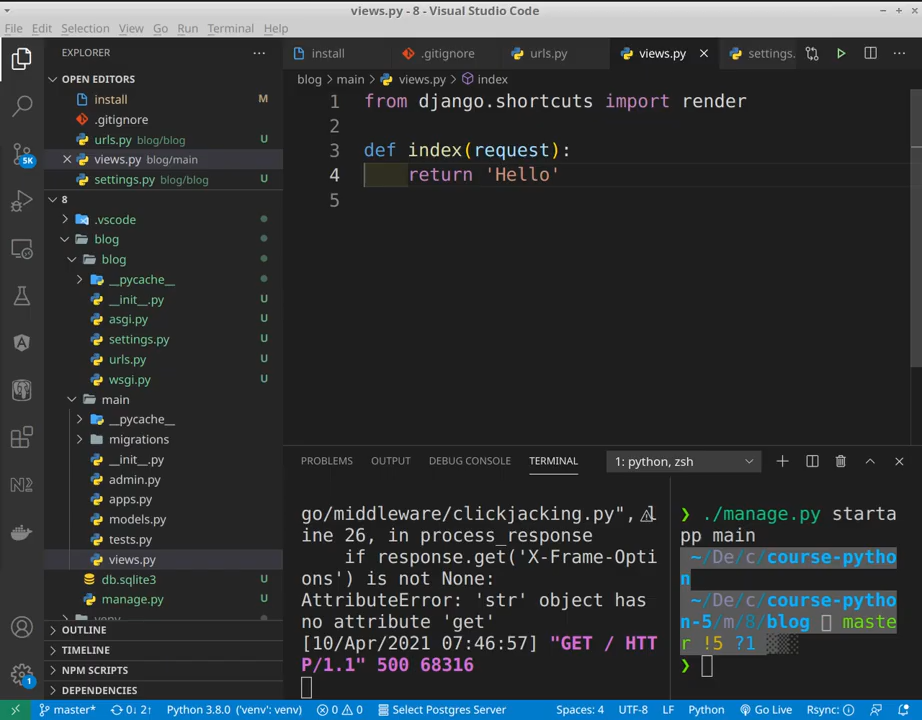 views.py - 8 - Visual Studio Code
File Edit Selection View Go Run Terminal Help
EXPLORER
OPEN EDITORS
install M
.gitignore
urls.py blog/blog U
views.py blog/main
settings.py blog/blog U
8
.vscode
blog
blog
__pycache__
__init__.py U
asgi.py U
settings.py U
urls.py U
wsgi.py U
main
__pycache__
migrations
__init__.py
admin.py
apps.py
models.py
tests.py
views.py
db.sqlite3 U
manage.py U
OUTLINE
TIMELINE
NPM SCRIPTS
DEPENDENCIES
5K
N2
1
install .gitignore urls.py views.py settings.
blog main views.py index
1 from django.shortcuts import render
2
3 def index(request):
4 return 'Hello'
5
PROBLEMS OUTPUT DEBUG CONSOLE TERMINAL 1: python, zsh
go/middleware/clickjacking.py", l
ine 26, in process_response
if response.get('X-Frame-Opti
ons') is not None:
AttributeError: 'str' object has
no attribute 'get'
[10/Apr/2021 07:46:57] "GET / HTT
P/1.1" 500 68316
❯ ./manage.py starta
pp main
~/De/c/course-pytho
n
~/De/c/course-pytho
n-5/m/8/blog master
r !5 ?1
❯
master* 0↓ 2↑ Python 3.8.0 ('venv': venv) 0 0 Select Postgres Server Spaces: 4 UTF-8 LF Python Go Live Rsync: